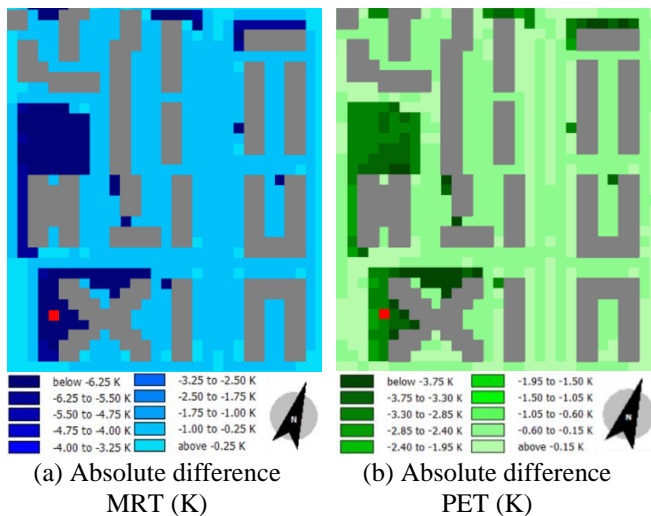 below -6.25 K
-6.25 to -5.50 K
-5.50 to -4.75 K
-4.75 to -4.00 K
-4.00 to -3.25 K
-3.25 to -2.50 K
-2.50 to -1.75 K
-1.75 to -1.00 K
-1.00 to -0.25 K
above -0.25 K
N
below -3.75 K
-3.75 to -3.30 K
-3.30 to -2.85 K
-2.85 to -2.40 K
-2.40 to -1.95 K
-1.95 to -1.50 K
-1.50 to -1.05 K
-1.05 to -0.60 K
-0.60 to -0.15 K
above -0.15 K
N
(a) Absolute difference
MRT (K)
(b) Absolute difference
PET (K)